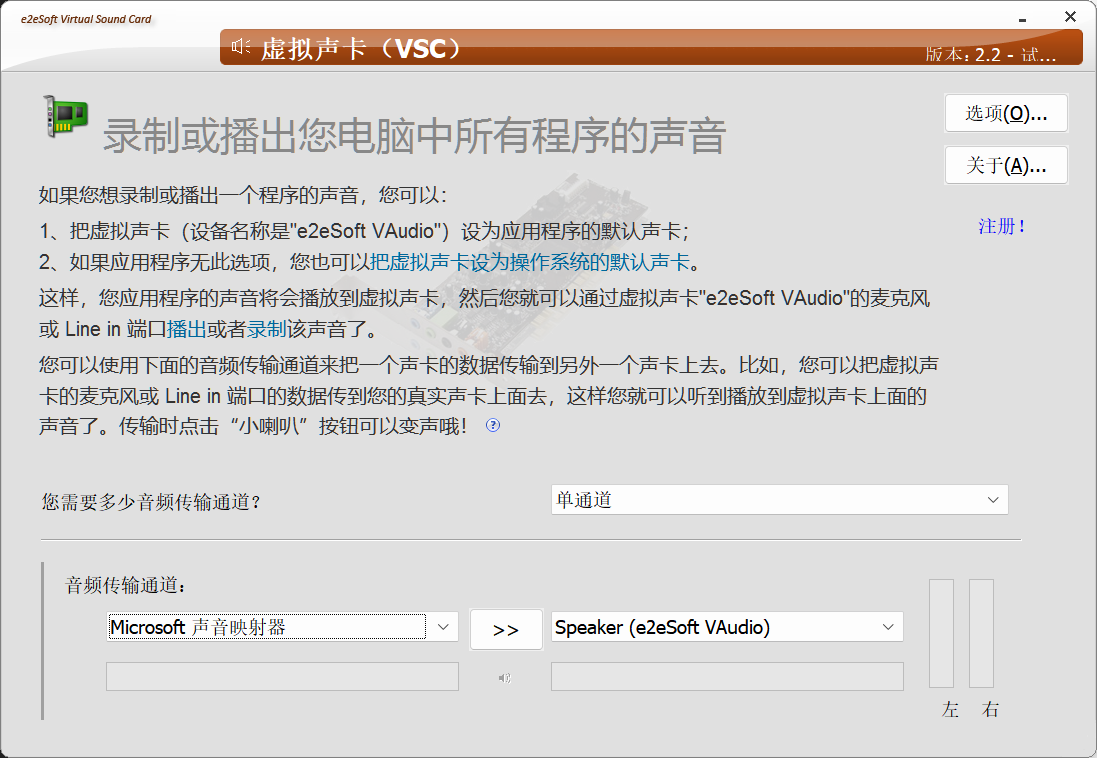 e2eSoft Virtual Sound Card
虚拟声卡（VSC）
版本: 2.2 - 试...
录制或播出您电脑中所有程序的声音
选项(O)...
关于(A)...
注册!
如果您想录制或播出一个程序的声音，您可以：
1、把虚拟声卡（设备名称是"e2eSoft VAudio"）设为应用程序的默认声卡；
2、如果应用程序无此选项，您也可以把虚拟声卡设为操作系统的默认声卡。
这样，您应用程序的声音将会播放到虚拟声卡，然后您就可以通过虚拟声卡"e2eSoft VAudio"的麦克风
或 Line in 端口播出或者录制该声音了。
您可以使用下面的音频传输通道来把一个声卡的数据传输到另外一个声卡上去。比如，您可以把虚拟声
卡的麦克风或 Line in 端口的数据传到您的真实声卡上面去，这样您就可以听到播放到虚拟声卡上面的
声音了。传输时点击“小喇叭”按钮可以变声哦！
您需要多少音频传输通道？
单通道
音频传输通道：
Microsoft 声音映射器
>>
Speaker (e2eSoft VAudio)
左 右